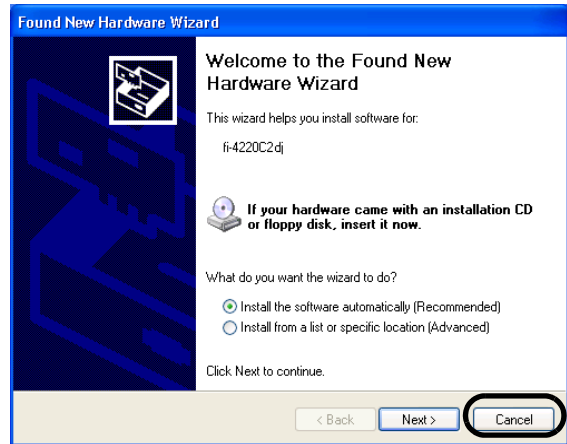 Found New Hardware Wizard
Welcome to the Found New
Hardware Wizard
This wizard helps you install software for:
fi-4220C2dj
If your hardware came with an installation CD
or floppy disk, insert it now.
What do you want the wizard to do?
Install the software automatically (Recommended)
Install from a list or specific location (Advanced)
Click Next to continue.
< Back
Next >
Cancel